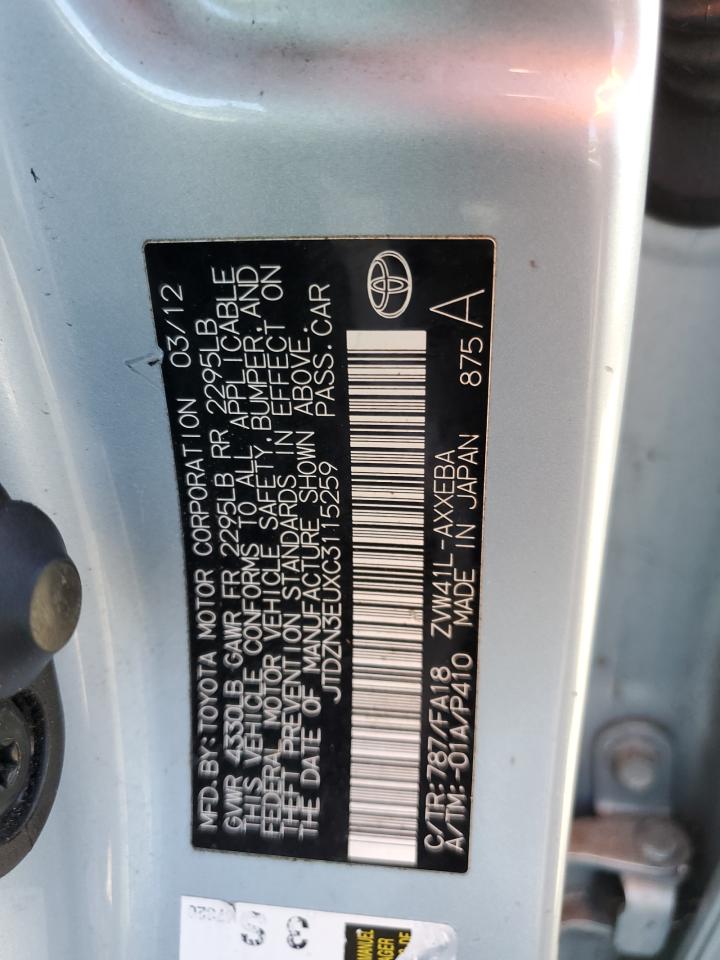 MFD. BY: TOYOTA MOTOR CORPORATION 03/12
GVWR 4330LB GAWR FR 2295LB RR 2295LB
THIS VEHICLE CONFORMS TO ALL APPLICABLE
FEDERAL MOTOR VEHICLE SAFETY, BUMPER, AND
THEFT PREVENTION STANDARDS IN EFFECT ON
THE DATE OF MANUFACTURE SHOWN ABOVE.
JTDZN3EUXC3115259 PASS. CAR
C/TR: 787/FA18 ZVW41L-AXXEBA 875 A
A/TM: -01A/P410 MADE IN JAPAN